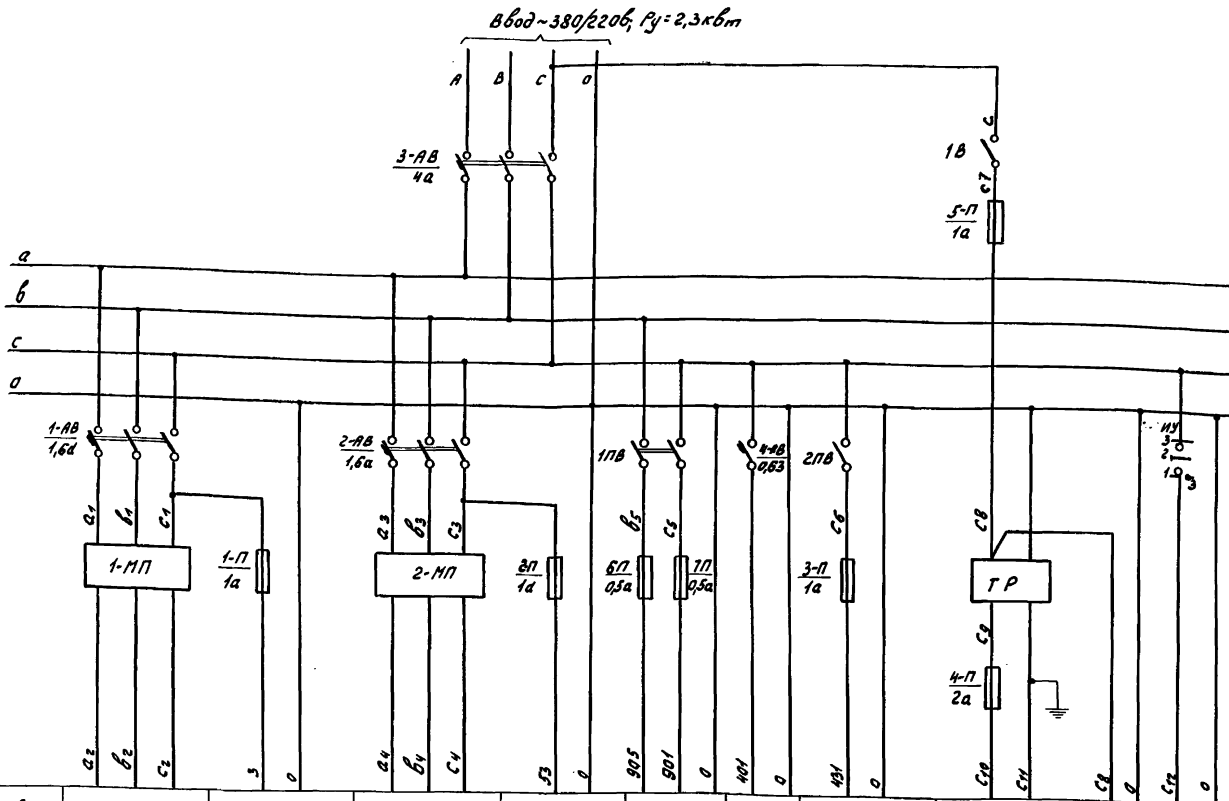 Ввод~380/220в; Ру=2,3квт
А
В
С
0
3-АВ
4а
С
1В
С7
5-П
1а
а
в
с
0
1-АВ
1,6а
2-АВ
1,6а
1ПВ
4-АВ
0,63
2ПВ
ИУ
3
2
1
а1
в1
с1
а3
в3
с3
в5
с5
с6
с8
1-МП
1-П
1а
2-МП
2П
1а
6П
0,5а
7П
0,5а
3-П
1а
ТР
с9
4-П
2а
а2
в2
с2
3
0
а4
в4
с4
53
0
905
901
0
401
0
431
0
с10
с11
с8
0
с12
0